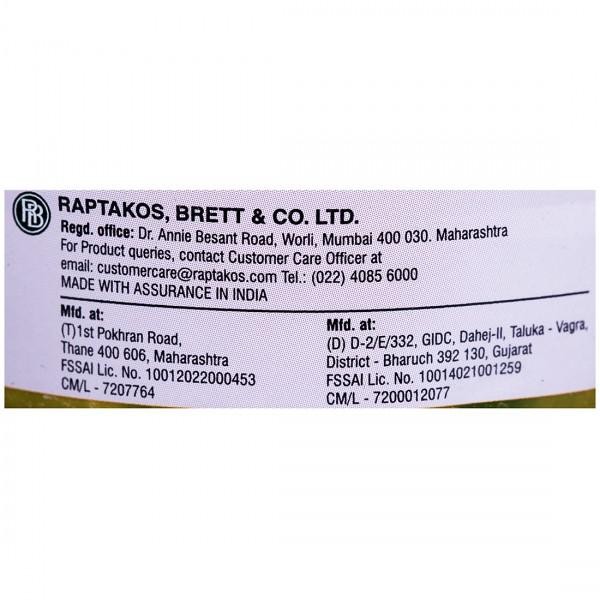 RB
RAPTAKOS, BRETT & CO. LTD.
Regd. office: Dr. Annie Besant Road, Worli, Mumbai 400 030. Maharashtra
For Product queries, contact Customer Care Officer at
email: customercare@raptakos.com Tel.: (022) 4085 6000
MADE WITH ASSURANCE IN INDIA
Mfd. at:
(T)1st Pokhran Road,
Thane 400 606, Maharashtra
FSSAI Lic. No. 10012022000453
CM/L - 7207764
Mfd. at:
(D) D-2/E/332, GIDC, Dahej-II, Taluka - Vagra,
District - Bharuch 392 130, Gujarat
FSSAI Lic. No. 10014021001259
CM/L - 7200012077